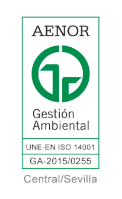 AENOR
Gestión
Ambiental
UNE-EN ISO 14001
GA-2015/0255
Central/Sevilla